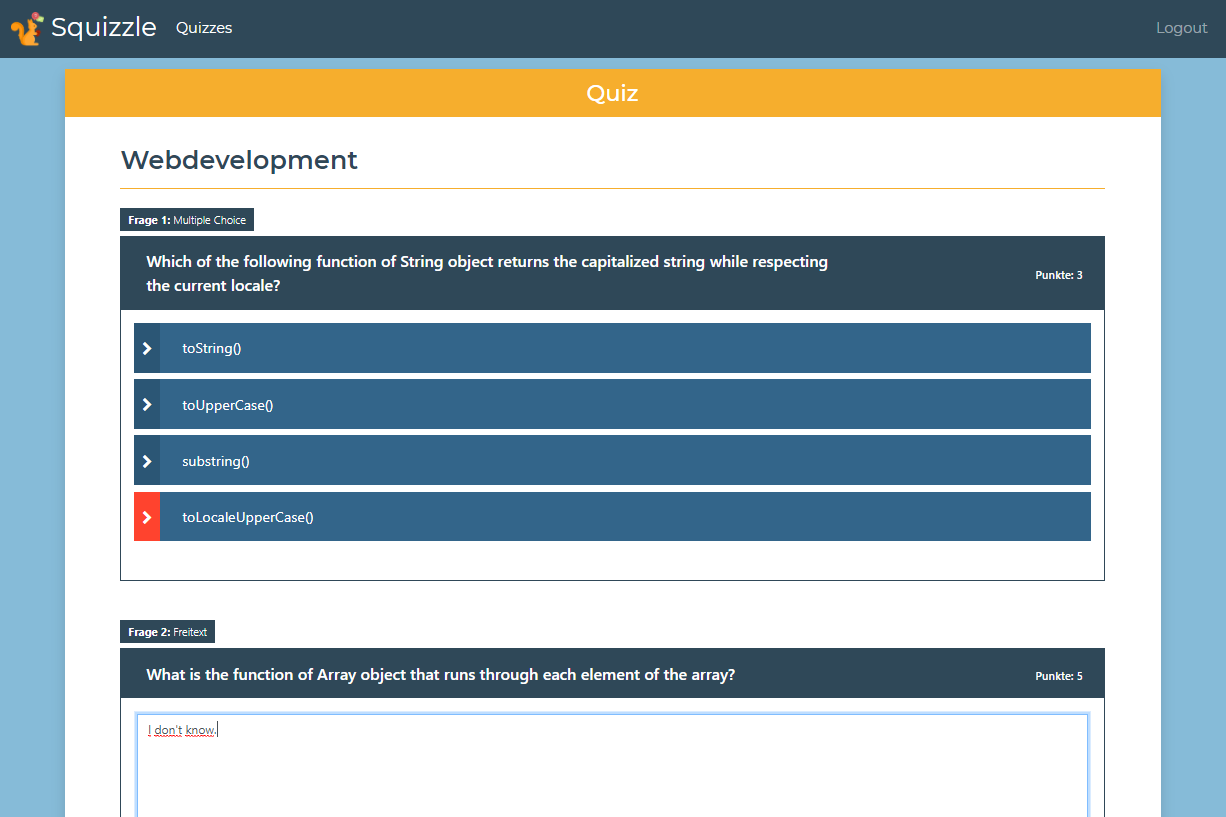 Squizzle Quizzes Logout
Quiz
Webdevelopment
Frage 1: Multiple Choice
Which of the following function of String object returns the capitalized string while respecting
the current locale?
Punkte: 3
toString()
toUpperCase()
substring()
toLocaleUpperCase()
Frage 2: Freitext
What is the function of Array object that runs through each element of the array?
Punkte: 5
I don't know.